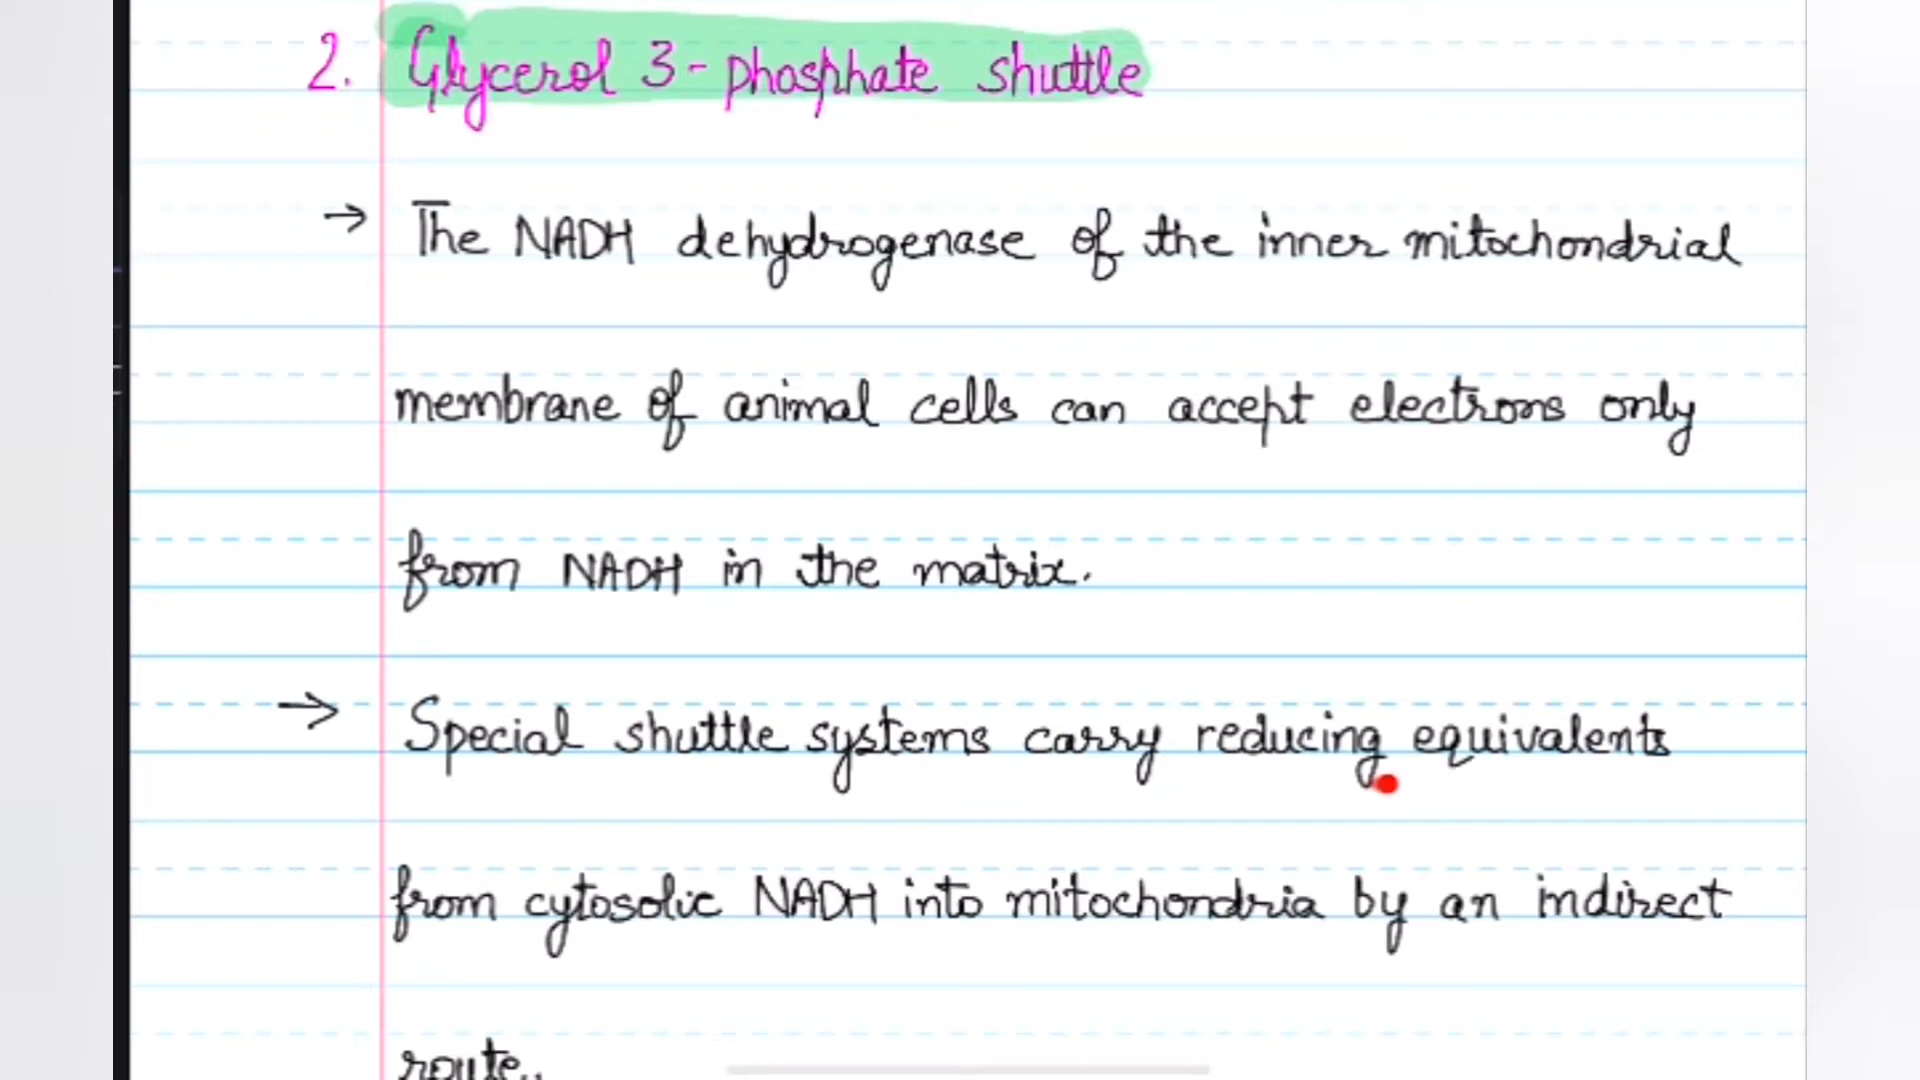 2. Glycerol 3-phosphate shuttle
→ The NADH dehydrogenase of the inner mitochondrial
membrane of animal cells can accept electrons only
from NADH in the matrix.
→ Special shuttle systems carry reducing equivalents
from cytosolic NADH into mitochondria by an indirect
route.